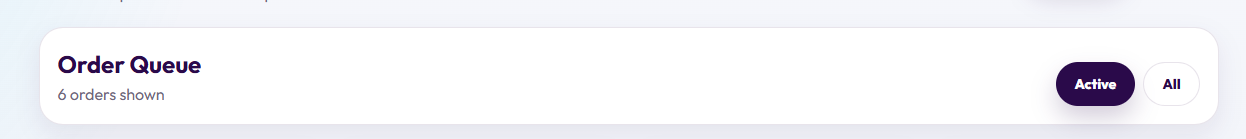 Order Queue
6 orders shown
Active
All